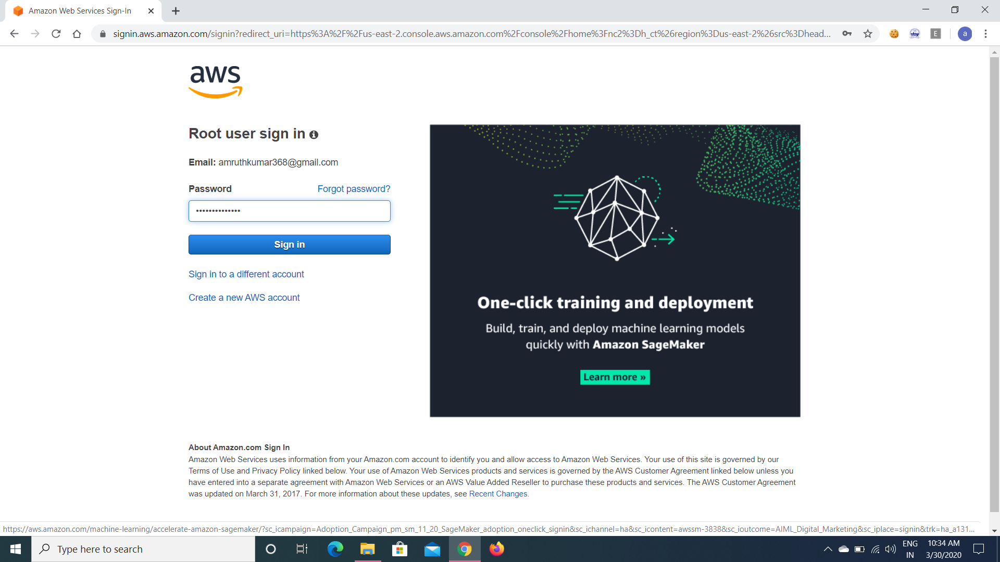 Amazon Web Services Sign-In
signin.aws.amazon.com/signin?redirect_uri=https%3A%2F%2Fus-east-2.console.aws.amazon.com%2Fconsole%2Fhome%3Fnc2%3Dh_ct%26region%3Dus-east-2%26src%3Dhead...
E
a
aws
Root user sign in
Email: amruthkumar368@gmail.com
Password Forgot password?
••••••••••••••
Sign in
Sign in to a different account
Create a new AWS account
One-click training and deployment
Build, train, and deploy machine learning models
quickly with Amazon SageMaker
Learn more »
About Amazon.com Sign In
Amazon Web Services uses information from your Amazon.com account to identify you and allow access to Amazon Web Services. Your use of this site is governed by our
Terms of Use and Privacy Policy linked below. Your use of Amazon Web Services products and services is governed by the AWS Customer Agreement linked below unless you
have entered into a separate agreement with Amazon Web Services or an AWS Value Added Reseller to purchase these products and services. The AWS Customer Agreement
was updated on March 31, 2017. For more information about these updates, see Recent Changes.
https://aws.amazon.com/machine-learning/accelerate-amazon-sagemaker/?sc_icampaign=Adoption_Campaign_pm_sm_11_20_SageMaker_adoption_oneclick_signin&sc_ichannel=ha&sc_icontent=awssm-3838&sc_ioutcome=AIML_Digital_Marketing&sc_iplace=signin&trk=ha_a131...
Type here to search
ENG
IN
10:34 AM
3/30/2020